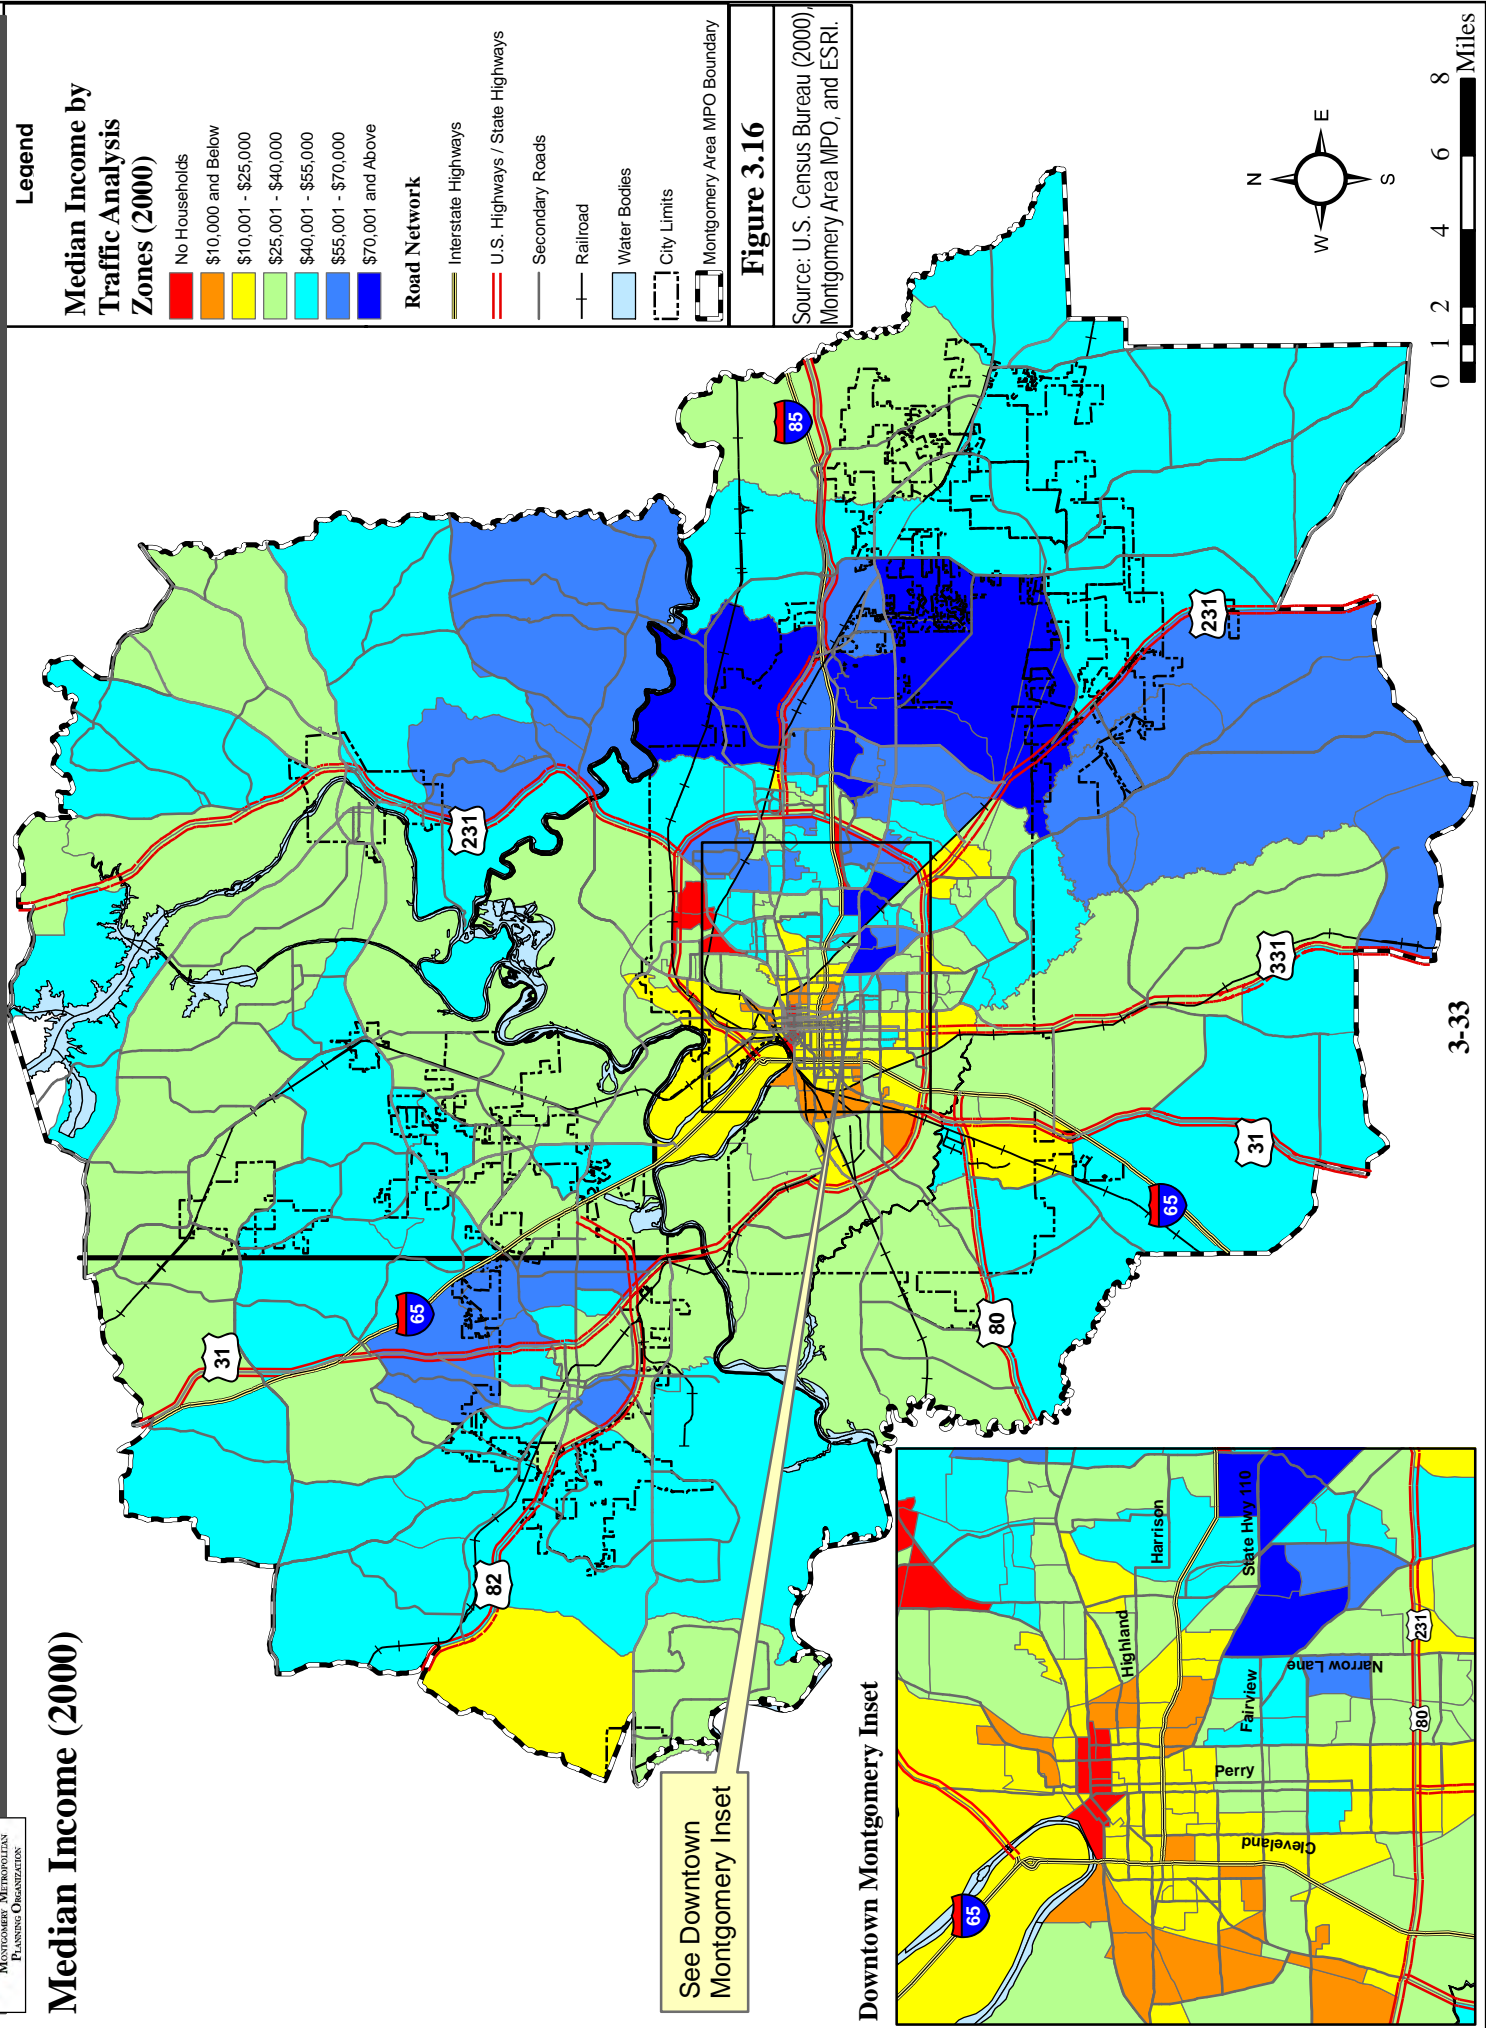 MONTGOMERY METROPOLITAN
PLANNING ORGANIZATION
Median Income (2000)
Legend
Median Income by
Traffic Analysis
Zones (2000)
No Households
$10,000 and Below
$10,001 - $25,000
$25,001 - $40,000
$40,001 - $55,000
$55,001 - $70,000
$70,001 and Above
Road Network
Interstate Highways
U.S. Highways / State Highways
Secondary Roads
Railroad
Water Bodies
City Limits
Montgomery Area MPO Boundary
Figure 3.16
Source: U.S. Census Bureau (2000),
Montgomery Area MPO, and ESRI.
N
W
E
S
0 1 2 4 6 8
Miles
31
65
231
82
85
80
65
31
331
231
See Downtown
Montgomery Inset
Downtown Montgomery Inset
65
Highland
Harrison
State Hwy 110
Fairview
Narrow Lane
Perry
Cleveland
80
231
3-33